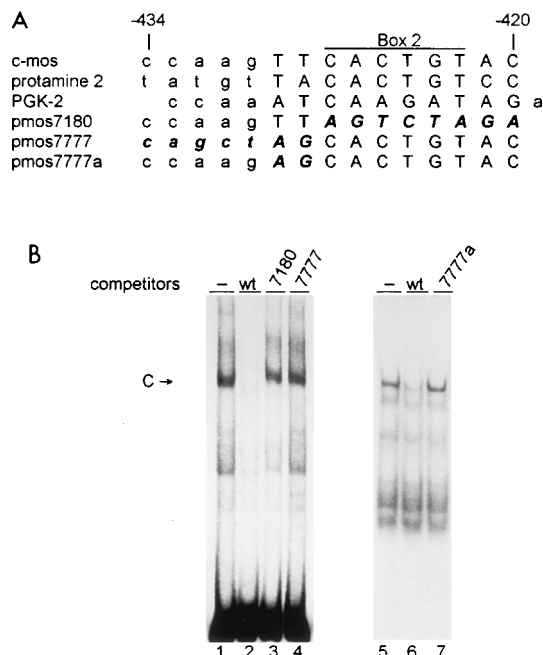 A
-434 -420
Box 2
c-mos c c a a g T T C A C T G T A C
protamine 2 t a t g t T A C A C T G T C C
PGK-2 c c a a A T C A A G A T A G a
pmos7180 c c a a g T T A G T C T A G A
pmos7777 c a g c t A G C A C T G T A C
pmos7777a c c a a g A G C A C T G T A C
B
competitors – wt 7180 7777 – wt 7777a
C →
1 2 3 4 5 6 7